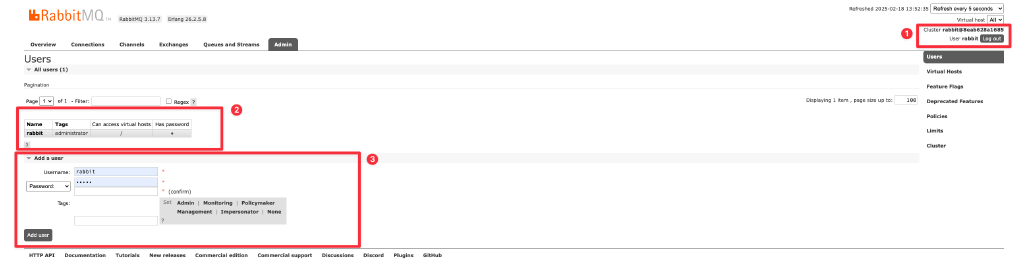 Refreshed 2025-02-18 13:52:35 Refresh every 5 seconds
RabbitMQ TM RabbitMQ 3.13.7 Erlang 26.2.5.8
Virtual host All
Cluster rabbit@8eab828a1685
User rabbit Log out
1
Overview Connections Channels Exchanges Queues and Streams Admin
Users
All users (1)
Pagination
Page 1 of 1 - Filter: Regex ?
Displaying 1 item , page size up to: 100
2
Name Tags Can access virtual hosts Has password
rabbit administrator / •
?
Add a user
3
Username: rabbit *
Password: ••••• *
* (confirm)
Tags: Set Admin | Monitoring | Policymaker
Management | Impersonator | None
?
Add user
Users
Virtual Hosts
Feature Flags
Deprecated Features
Policies
Limits
Cluster
HTTP API Documentation Tutorials New releases Commercial edition Commercial support Discussions Discord Plugins GitHub